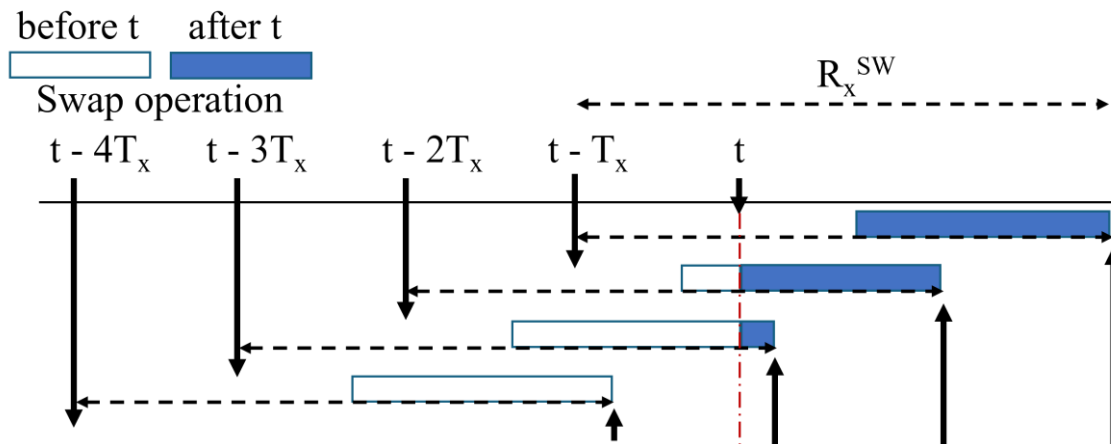 before t
after t
Swap operation
R_x^SW
t - 4T_x
t - 3T_x
t - 2T_x
t - T_x
t